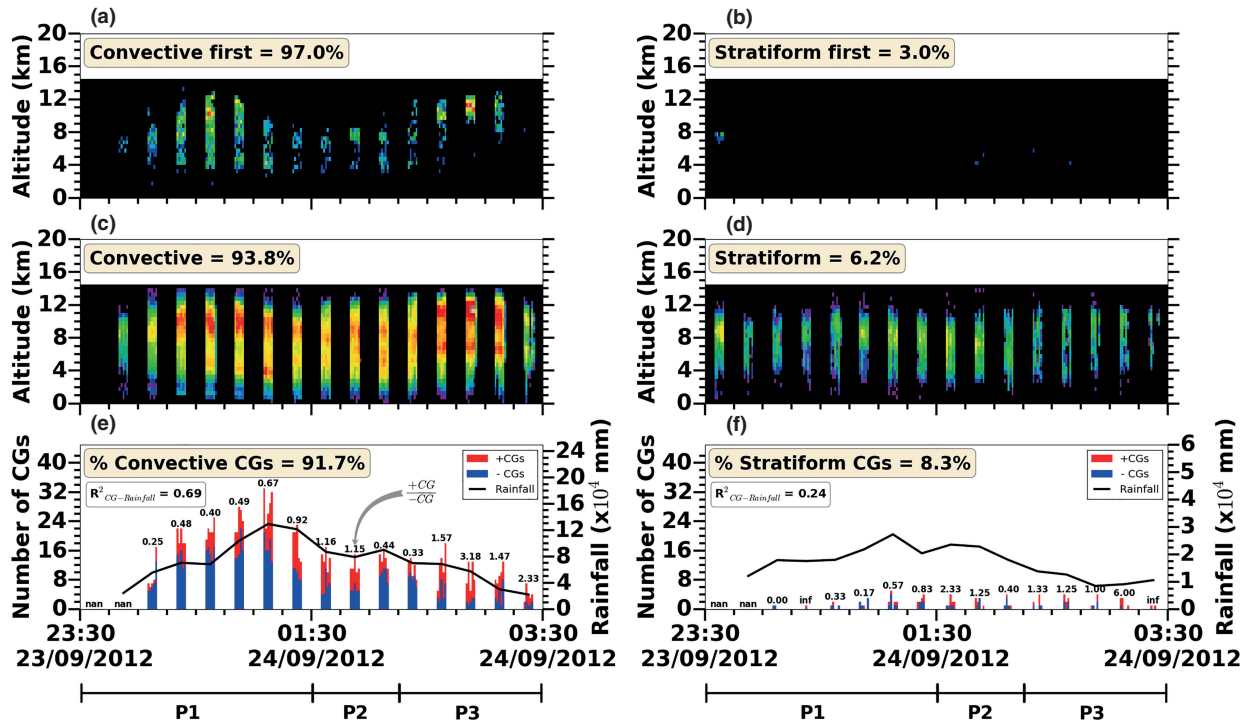 (a)
Convective first = 97.0%
Altitude (km)
20
16
12
8
4
0
(b)
Stratiform first = 3.0%
Altitude (km)
20
16
12
8
4
0
(c)
Convective = 93.8%
Altitude (km)
20
16
12
8
4
0
(d)
Stratiform = 6.2%
Altitude (km)
20
16
12
8
4
0
(e)
% Convective CGs = 91.7%
R²CG−Rainfall = 0.69
+CGs
- CGs
Rainfall
+CG
−CG
Number of CGs
40
36
32
28
24
20
16
12
8
4
0
nan nan 0.25 0.48 0.40 0.49 0.67 0.92 1.16 1.15 0.44 0.33 1.57 3.18 1.47 2.33
24
20
16
12
8
4
0
Rainfall (x10⁴ mm)
23:30
23/09/2012
01:30
24/09/2012
03:30
24/09/2012
P1 P2 P3
(f)
% Stratiform CGs = 8.3%
R²CG−Rainfall = 0.24
+CGs
- CGs
Rainfall
Number of CGs
40
36
32
28
24
20
16
12
8
4
0
nan nan 0.00 inf 0.33 0.17 0.57 0.83 2.33 1.25 0.40 1.33 1.25 1.00 6.00 inf
6
5
4
3
2
1
0
Rainfall (x10⁴ mm)
23:30
23/09/2012
01:30
24/09/2012
03:30
24/09/2012
P1 P2 P3